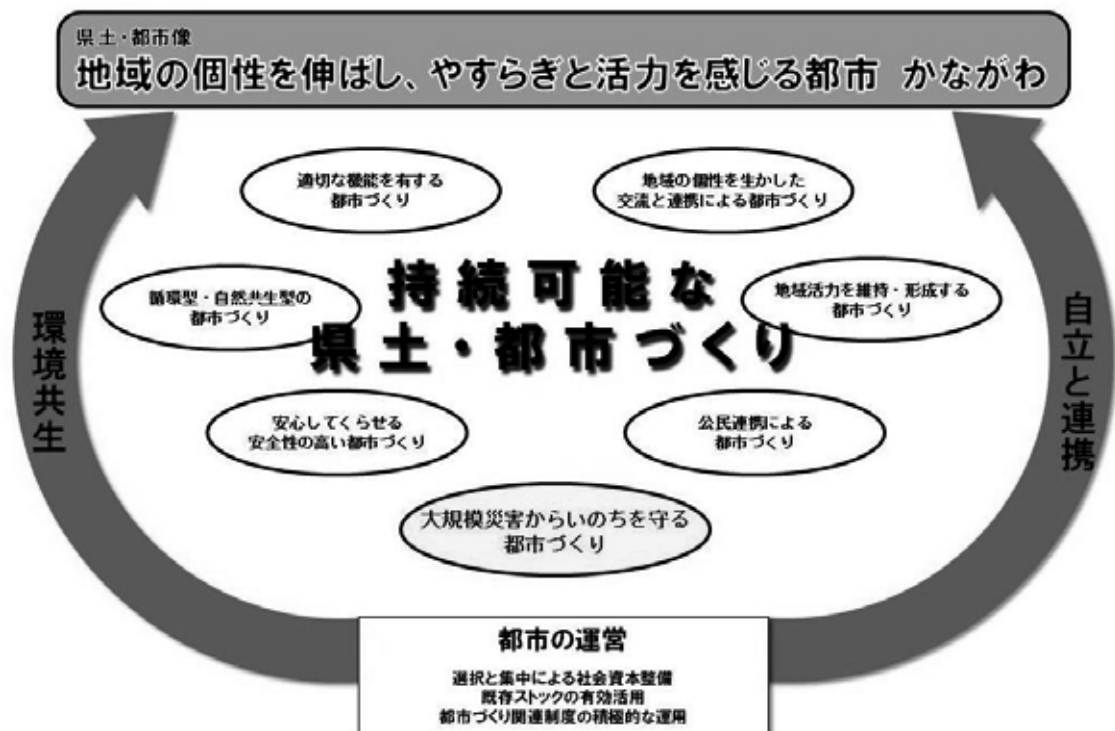 県土・都市像
地域の個性を伸ばし、やすらぎと活力を感じる都市 かながわ
適切な機能を有する
都市づくり
地域の個性を生かした
交流と連携による都市づくり
持続可能な
県土・都市づくり
循環型・自然共生型の
都市づくり
地域活力を維持・形成する
都市づくり
環境共生
自立と連携
安心してくらせる
安全性の高い都市づくり
公民連携による
都市づくり
大規模災害からいのちを守る
都市づくり
都市の運営
選択と集中による社会資本整備
既存ストックの有効活用
都市づくり関連制度の積極的な運用